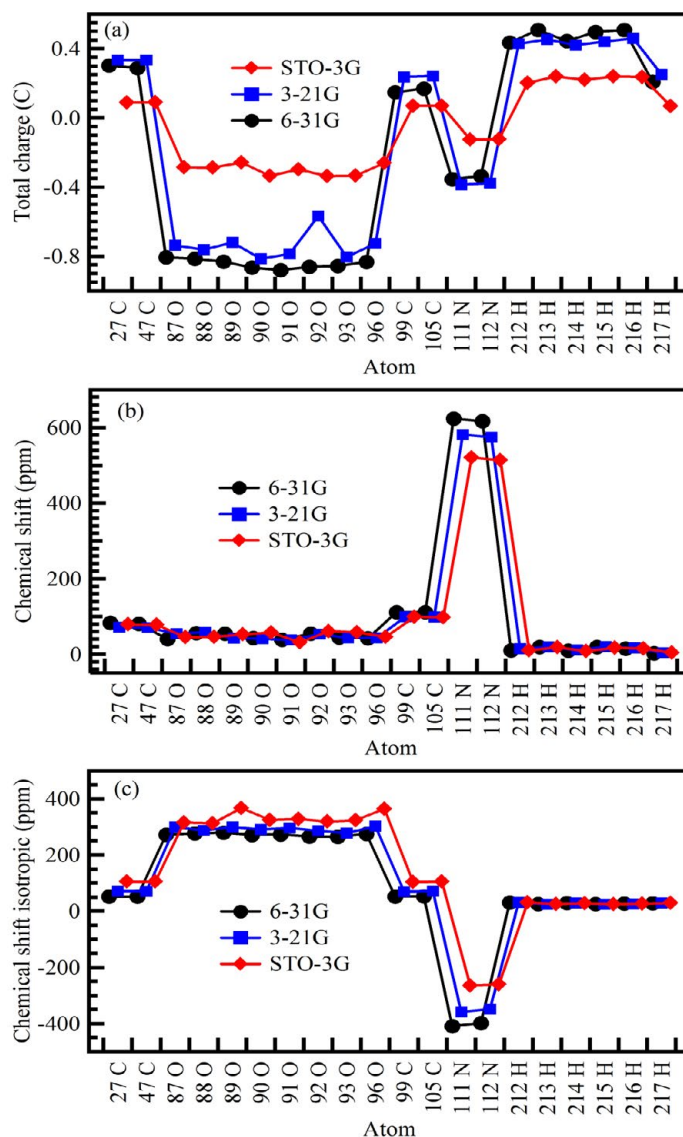 (a)
Total charge (C)
0.4
0.0
-0.4
-0.8
STO-3G
3-21G
6-31G
27 C
47 C
87 O
88 O
89 O
90 O
91 O
92 O
93 O
96 O
99 C
105 C
111 N
112 N
212 H
213 H
214 H
215 H
216 H
217 H
Atom
(b)
Chemical shift (ppm)
600
400
200
0
6-31G
3-21G
STO-3G
27 C
47 C
87 O
88 O
89 O
90 O
91 O
92 O
93 O
96 O
99 C
105 C
111 N
112 N
212 H
213 H
214 H
215 H
216 H
217 H
Atom
(c)
Chemical shift isotropic (ppm)
400
200
0
-200
-400
6-31G
3-21G
STO-3G
27 C
47 C
87 O
88 O
89 O
90 O
91 O
92 O
93 O
96 O
99 C
105 C
111 N
112 N
212 H
213 H
214 H
215 H
216 H
217 H
Atom